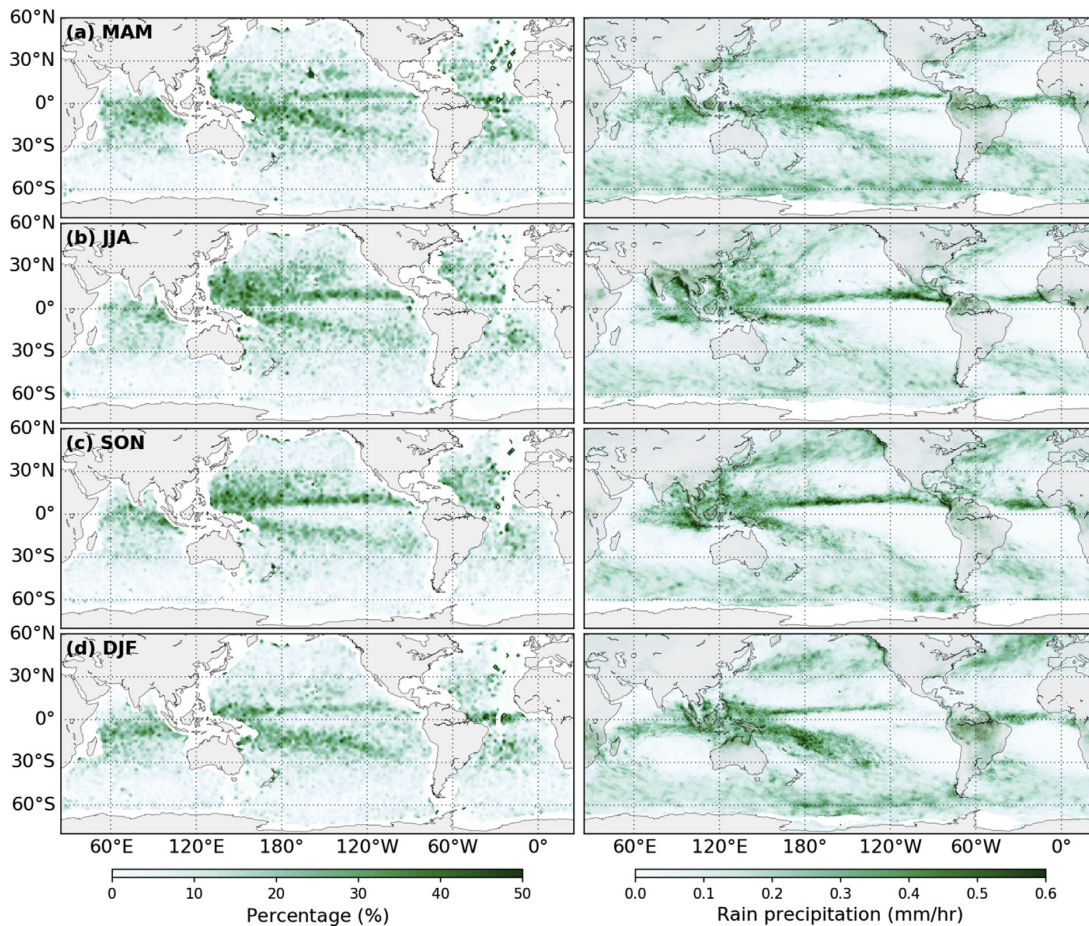 60°N
(a) MAM
30°N
0°
30°S
60°S
60°N
(b) JJA
30°N
0°
30°S
60°S
60°N
(c) SON
30°N
0°
30°S
60°S
60°N
(d) DJF
30°N
0°
30°S
60°S
60°E 120°E 180° 120°W 60°W 0° 60°E 120°E 180° 120°W 60°W 0°
0 10 20 30 40 50 0.0 0.1 0.2 0.3 0.4 0.5 0.6
Percentage (%) Rain precipitation (mm/hr)